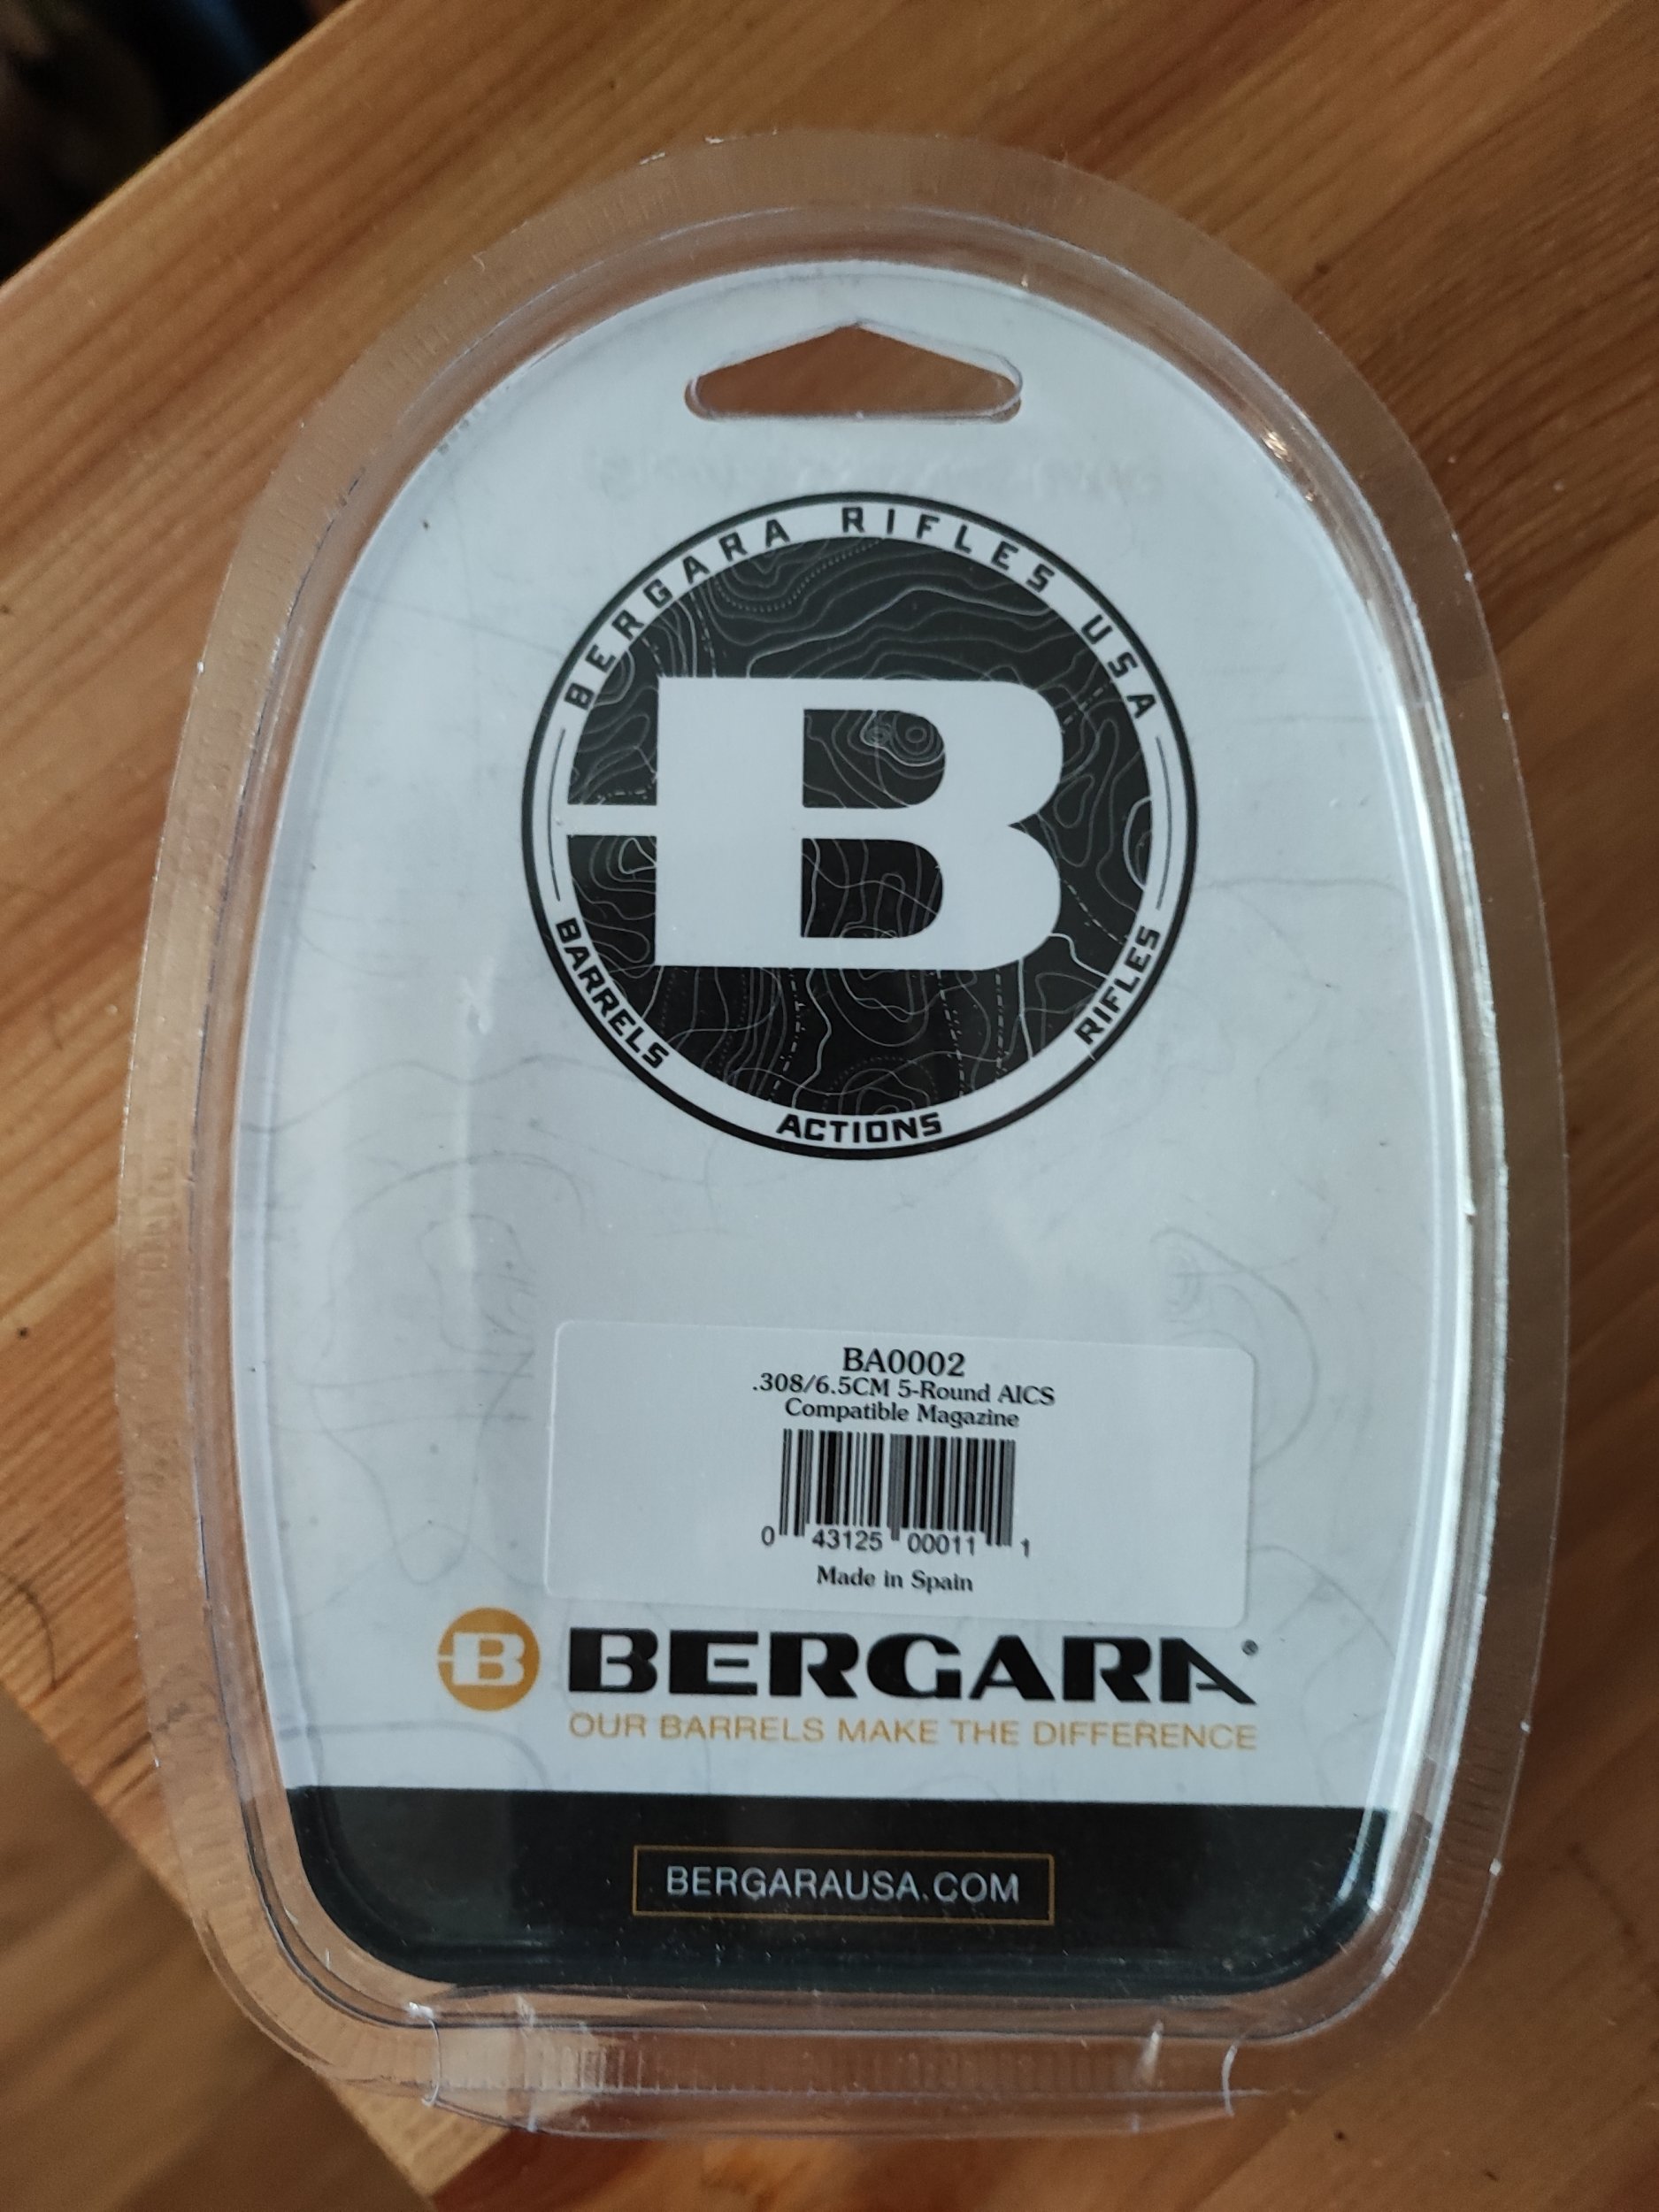 BERGARA RIFLES USA
BARRELS ACTIONS RIFLES
B
BA0002
.308/6.5CM 5-Round AICS
Compatible Magazine
0 43125 00011 1
Made in Spain
B BERGARA®
OUR BARRELS MAKE THE DIFFERENCE
BERGARAUSA.COM